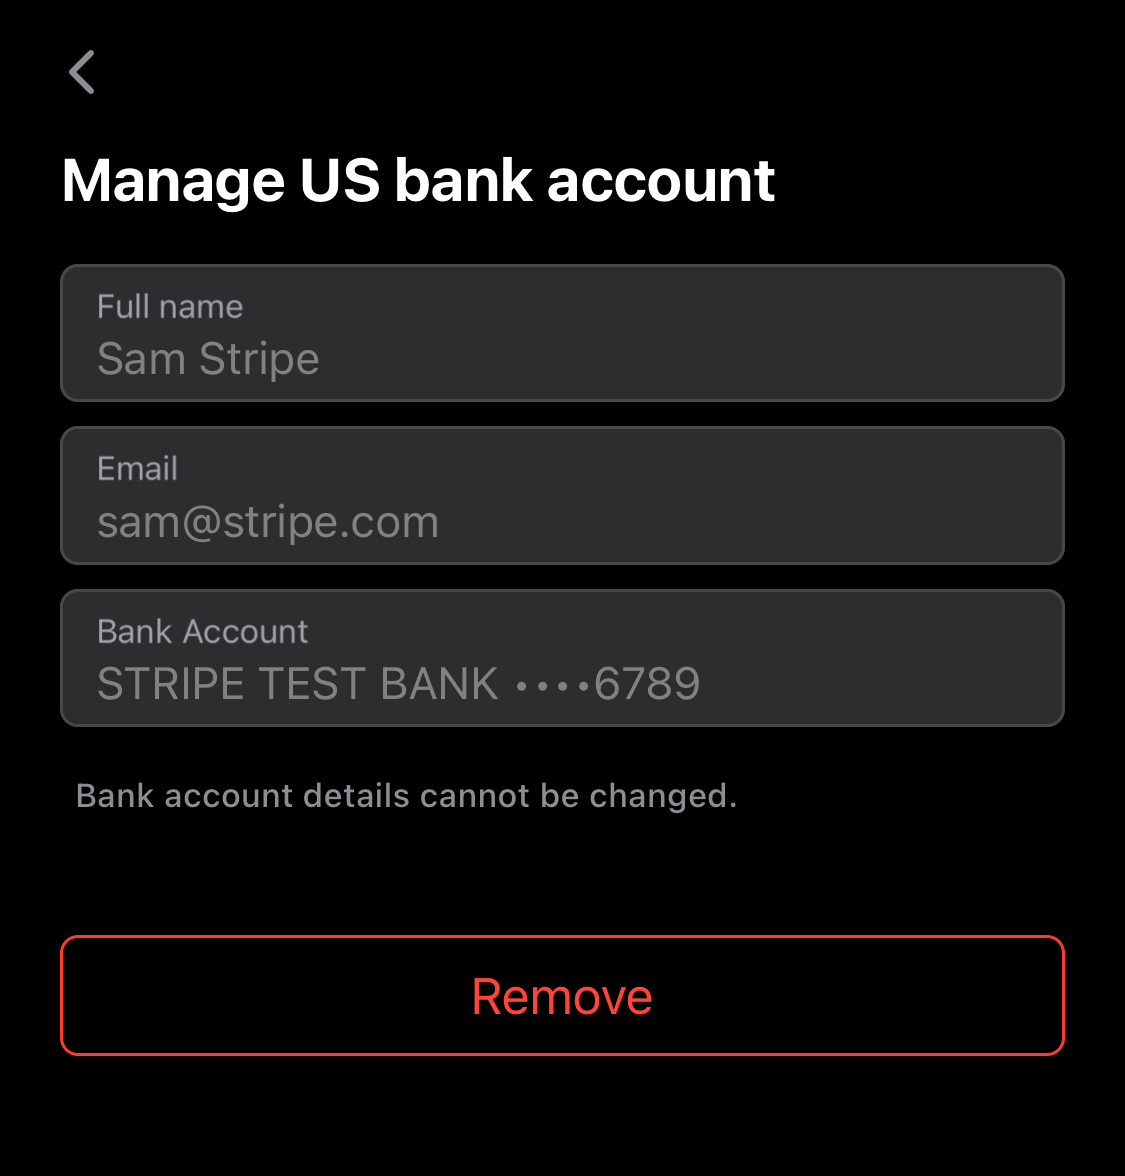 Manage US bank account
Full name
Sam Stripe
Email
sam@stripe.com
Bank Account
STRIPE TEST BANK ••••6789
Bank account details cannot be changed.
Remove